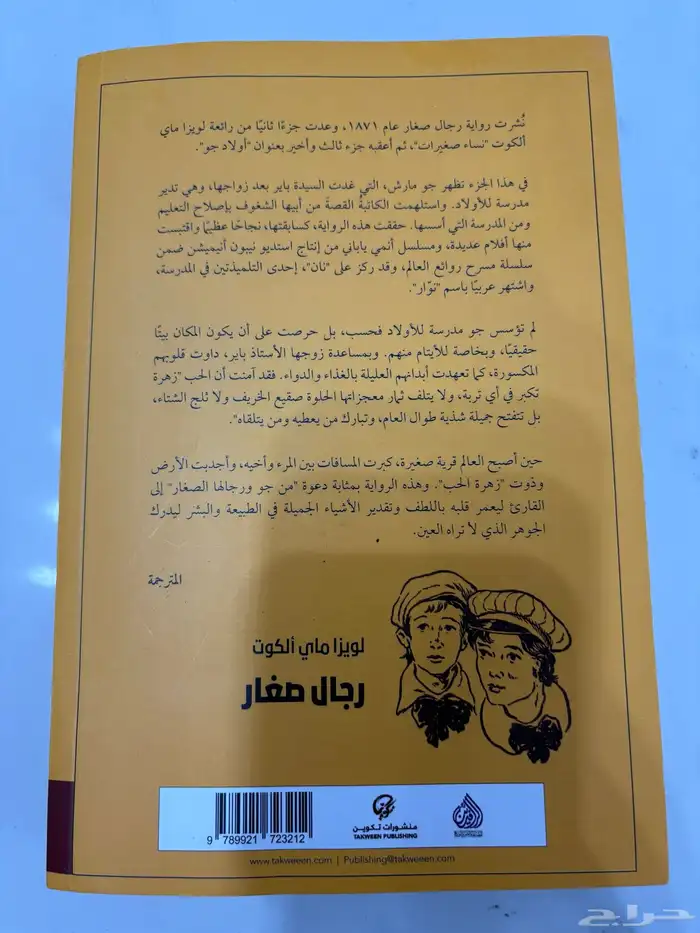 نُشرت رواية رجال صغار عام ١٨٧١، وعدت جزءًا ثانيًا من رائعة لويزا ماي
ألكوت "نساء صغيرات"، ثم أعقبه جزء ثالث وأخير بعنوان "أولاد جو".
في هذا الجزء تظهر جو مارش، التي غدت السيدة باير بعد زواجها، وهي تدير
مدرسة للأولاد. واستلهمت الكاتبةُ القصةَ من أبيها الشغوف بإصلاح التعليم
ومن المدرسة التي أسسها. حققت هذه الرواية، كسابقتها، نجاحًا عظيمًا واقتبست
منها أفلام عديدة، ومسلسل أنمي ياباني من إنتاج استديو نيبون أنيميشن ضمن
سلسلة مسرح روائع العالم، وقد ركز على "نان"، إحدى التلميذتين في المدرسة،
واشتهر عربيًا باسم "نوّار".
لم تؤسس جو مدرسة للأولاد فحسب، بل حرصت على أن يكون المكان بيتًا
حقيقيًا، وبخاصة للأيتام منهم. وبمساعدة زوجها الأستاذ باير، داوت قلوبهم
المكسورة، كما تعهدت أبدانهم العليلة بالغذاء والدواء. فقد آمنت أن الحب "زهرة
تكبر في أي تربة، ولا يتلف ثمار معجزاتها الحلوة صقيع الخريف ولا ثلج الشتاء،
بل تتفتح جميلة شذية طوال العام، وتبارك من يعطيه ومن يتلقاه".
حين أصبح العالم قرية صغيرة، كبرت المسافات بين المرء وأخيه، وأجدبت الأرض
وذوت "زهرة الحب". وهذه الرواية بمثابة دعوة "من جو ورجالها الصغار" إلى
القارئ ليعمر قلبه باللطف وتقدير الأشياء الجميلة في الطبيعة والبشر ليدرك
الجوهر الذي لا تراه العين.
المترجمة
لويزا ماي ألكوت
رجال صغار
منشورات تكوين
TAKWEEN PUBLISHING
9 789921 723212
www.takweeen.com | Publishing@takweeen.com
حراج